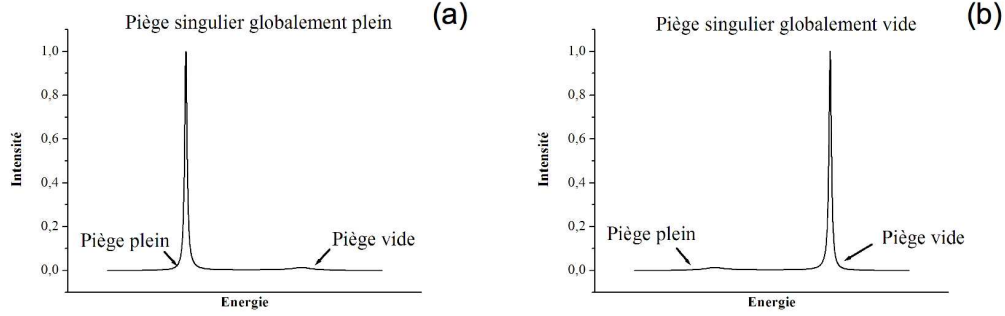 Piège singulier globalement plein
(a)
1,0
0,8
0,6
0,4
0,2
0,0
Intensité
Piège plein
Piège vide
Energie
Piège singulier globalement vide
(b)
1,0
0,8
0,6
0,4
0,2
0,0
Intensité
Piège plein
Piège vide
Energie